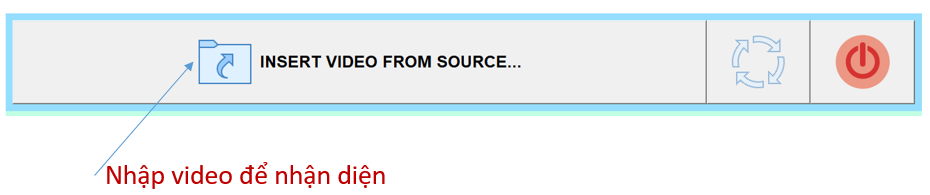 INSERT VIDEO FROM SOURCE...
Nhập video để nhận diện